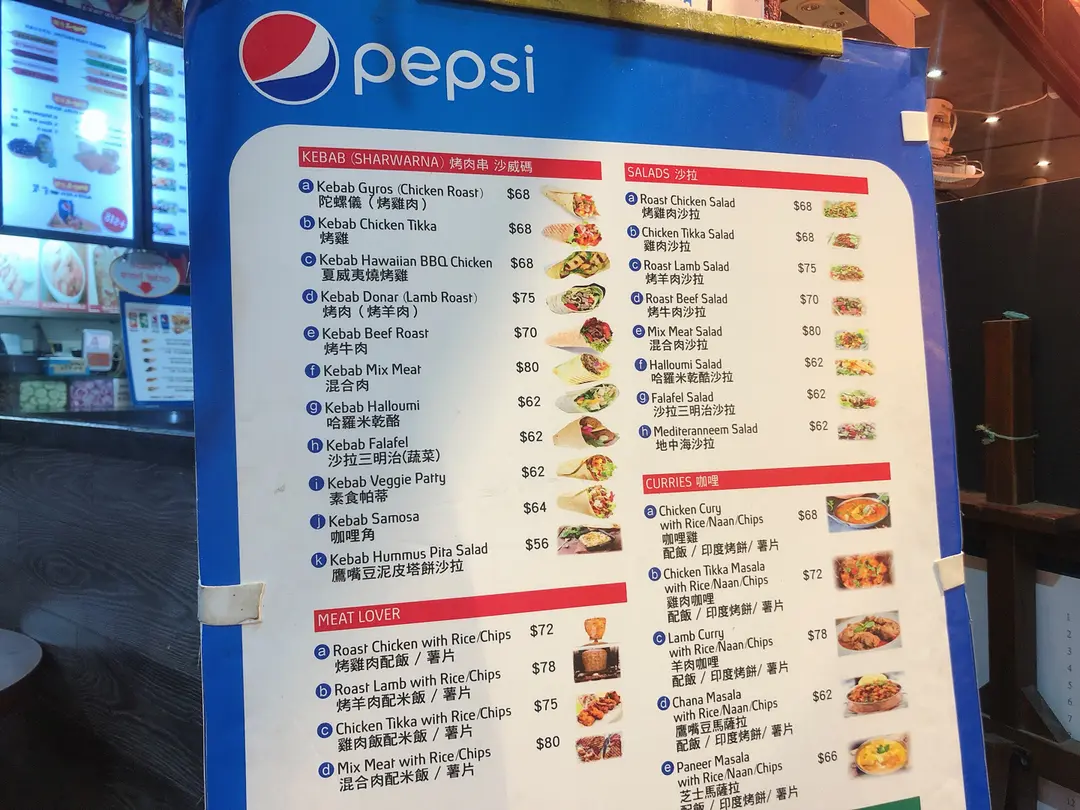 pepsi
KEBAB (SHARWARNA) 烤肉串 沙威碼
a Kebab Gyros (Chicken Roast) $68
陀螺儀（烤雞肉）
b Kebab Chicken Tikka $68
烤雞
c Kebab Hawaiian BBQ Chicken $68
夏威夷燒烤雞
d Kebab Donar (Lamb Roast) $75
烤肉（烤羊肉）
e Kebab Beef Roast $70
烤牛肉
f Kebab Mix Meat $80
混合肉
g Kebab Halloumi $62
哈羅米乾酪
h Kebab Falafel $62
沙拉三明治(蔬菜)
i Kebab Veggie Patty $62
素食帕蒂
j Kebab Samosa $64
咖哩角
k Kebab Hummus Pita Salad $56
鷹嘴豆泥皮塔餅沙拉
MEAT LOVER
a Roast Chicken with Rice/Chips $72
烤雞肉配飯 / 薯片
b Roast Lamb with Rice/Chips $78
烤羊肉配米飯 / 薯片
c Chicken Tikka with Rice/Chips $75
雞肉飯配米飯 / 薯片
d Mix Meat with Rice/Chips $80
混合肉配米飯 / 薯片
SALADS 沙拉
a Roast Chicken Salad $68
烤雞肉沙拉
b Chicken Tikka Salad $68
雞肉沙拉
c Roast Lamb Salad $75
烤羊肉沙拉
d Roast Beef Salad $70
烤牛肉沙拉
e Mix Meat Salad $80
混合肉沙拉
f Halloumi Salad $62
哈羅米乾酪沙拉
g Falafel Salad $62
沙拉三明治沙拉
h Mediteranneem Salad $62
地中海沙拉
CURRIES 咖哩
a Chicken Cury $68
with Rice/Naan/Chips
咖哩雞
配飯 / 印度烤餅 / 薯片
b Chicken Tikka Masala $72
with Rice/Naan/Chips
雞肉咖哩
配飯 / 印度烤餅 / 薯片
c Lamb Curry $78
with Rice/Naan/Chips
羊肉咖哩
配飯 / 印度烤餅 / 薯片
d Chana Masala $62
with Rice/Naan/Chips
鷹嘴豆馬薩拉
配飯 / 印度烤餅 / 薯片
e Paneer Masala $66
with Rice/Naan/Chips
芝士馬薩拉
配飯 / 印度烤餅 / 薯片
1
2
3
4
5
6
7